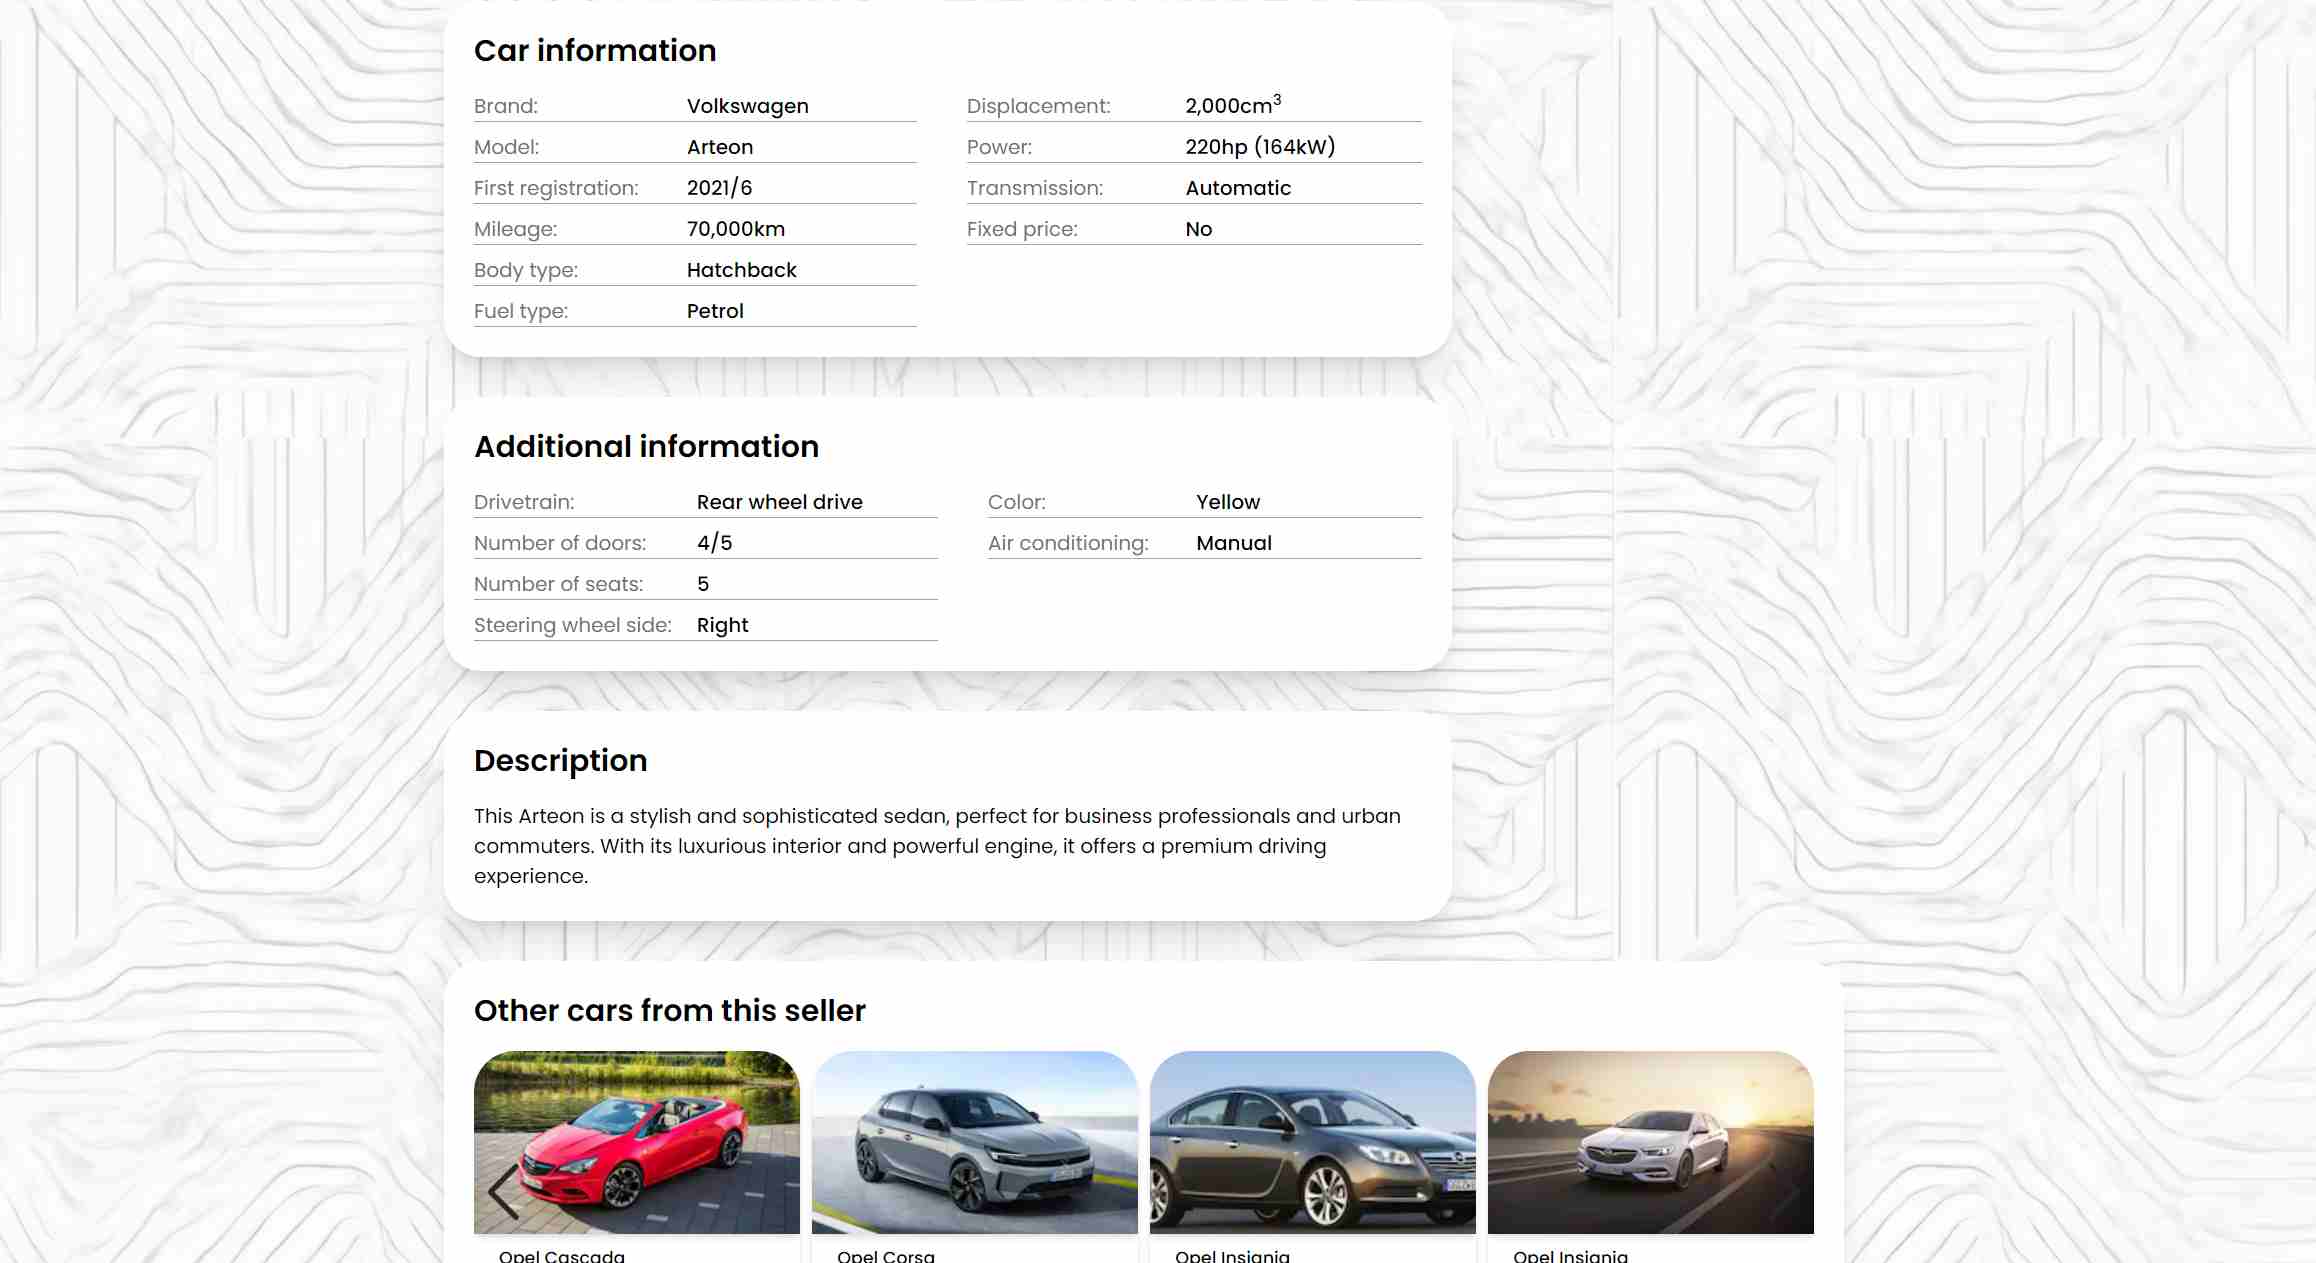 Car information
Brand: Volkswagen
Model: Arteon
First registration: 2021/6
Mileage: 70,000km
Body type: Hatchback
Fuel type: Petrol
Displacement: 2,000cm³
Power: 220hp (164kW)
Transmission: Automatic
Fixed price: No
Additional information
Drivetrain: Rear wheel drive
Number of doors: 4/5
Number of seats: 5
Steering wheel side: Right
Color: Yellow
Air conditioning: Manual
Description
This Arteon is a stylish and sophisticated sedan, perfect for business professionals and urban
commuters. With its luxurious interior and powerful engine, it offers a premium driving
experience.
Other cars from this seller
Opel Cascada
Opel Corsa
Opel Insignia
Opel Insignia